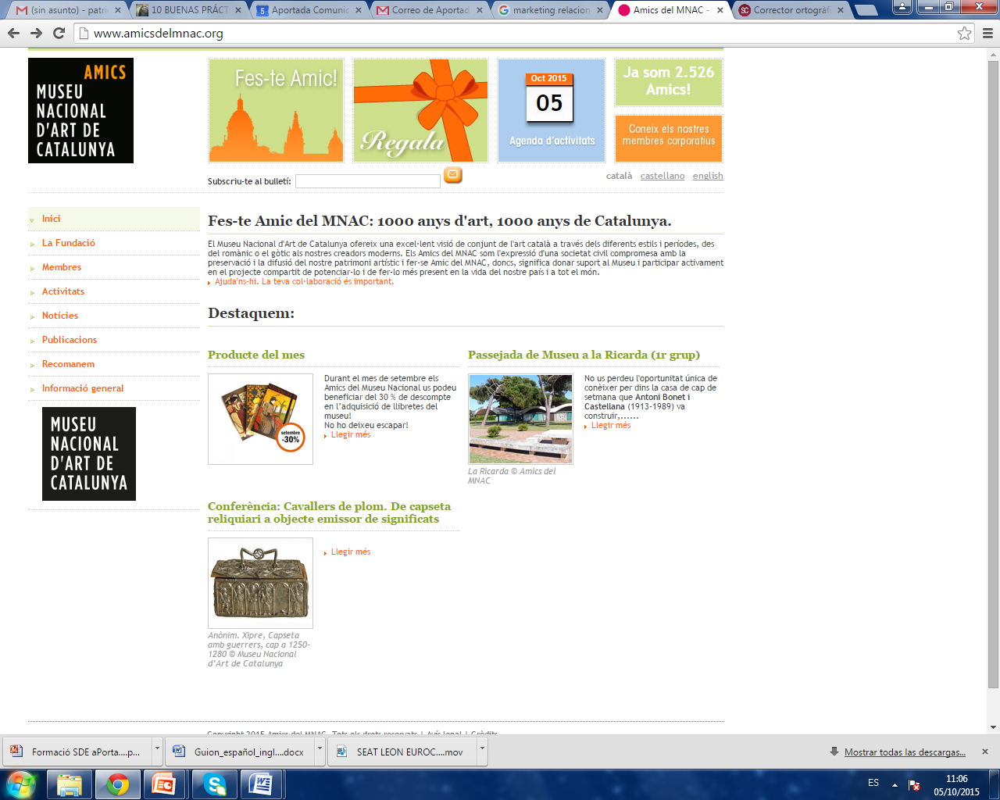 (sin asunto) - patri
10 BUENAS PRÁCT
Aportada Comunic
Correo de Aportad
marketing relacion
Amics del MNAC -
Corrector ortogràfi
www.amicsdelmnac.org
AMICS
MUSEU
NACIONAL
D'ART DE
CATALUNYA
Fes-te Amic!
Regala
Oct 2015
05
Agenda d'activitats
Ja som 2.526
Amics!
Coneix els nostres
membres corporatius
Subscriu-te al bulletí:
català castellano english
Inici
La Fundació
Membres
Activitats
Notícies
Publicacions
Recomanem
Informació general
MUSEU
NACIONAL
D'ART DE
CATALUNYA
Fes-te Amic del MNAC: 1000 anys d'art, 1000 anys de Catalunya.
El Museu Nacional d'Art de Catalunya ofereix una excel·lent visió de conjunt de l'art català a través dels diferents estils i períodes, des
del romànic o el gòtic als nostres creadors moderns. Els Amics del MNAC som l'expressió d'una societat civil compromesa amb la
preservació i la difusió del nostre patrimoni artístic i fer-se Amic del MNAC, doncs, significa donar suport al Museu i participar activament
en el projecte compartit de potenciar-lo i de fer-lo més present en la vida del nostre país i a tot el món.
Ajuda'ns-hi. La teva col·laboració és important.
Destaquem:
Producte del mes
setembre
-30%
Durant el mes de setembre els
Amics del Museu Nacional us podeu
beneficiar del 30 % de descompte
en l'adquisició de llibretes del
museu!
No ho deixeu escapar!
Llegir més
Passejada de Museu a la Ricarda (1r grup)
No us perdeu l'oportunitat única de
conèixer per dins la casa de cap de
setmana que Antoni Bonet i
Castellana (1913-1989) va
construir,......
Llegir més
La Ricarda © Amics del
MNAC
Conferència: Cavallers de plom. De capseta
reliquiari a objecte emissor de significats
Llegir més
Anònim. Xipre, Capseta
amb guerrers, cap a 1250-
1280 © Museu Nacional
d'Art de Catalunya
Copyright 2015 Amics del MNAC. Tots els drets reservats | Avís legal | Crèdits
Formació SDE aPorta....p...
Guion_español_ingl....docx
SEAT LEON EUROC....mov
Mostrar todas las descargas...
ES
11:06
05/10/2015